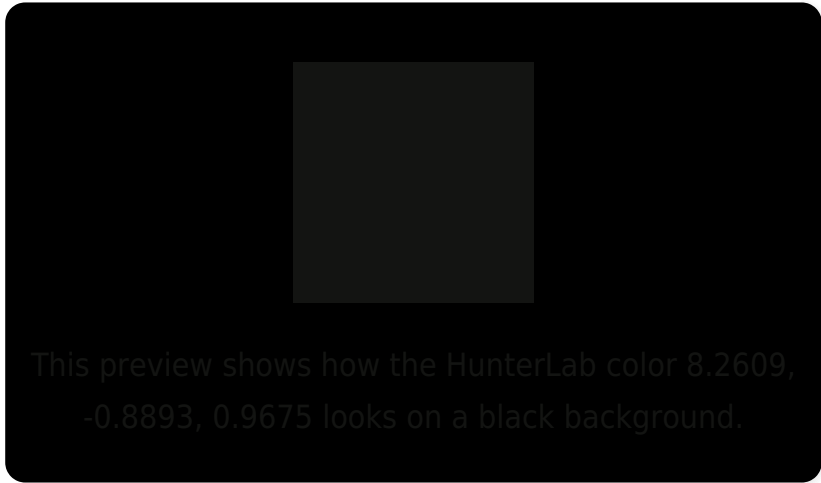 This preview shows how the HunterLab color 8.2609,
-0.8893, 0.9675 looks on a black background.